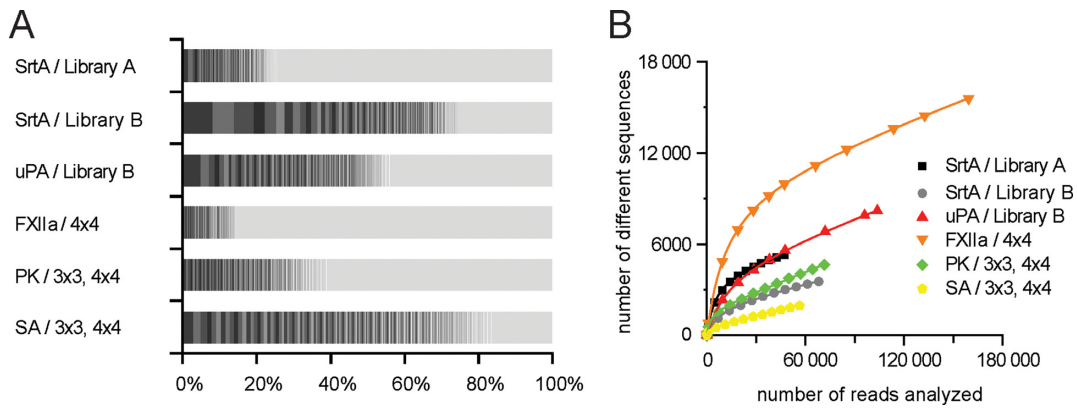 A
SrtA / Library A
SrtA / Library B
uPA / Library B
FXIIa / 4x4
PK / 3x3, 4x4
SA / 3x3, 4x4
0% 20% 40% 60% 80% 100%
B
number of different sequences
18 000
12 000
6000
0
0 60 000 120 000 180 000
number of reads analyzed
SrtA / Library A
SrtA / Library B
uPA / Library B
FXIIa / 4x4
PK / 3x3, 4x4
SA / 3x3, 4x4